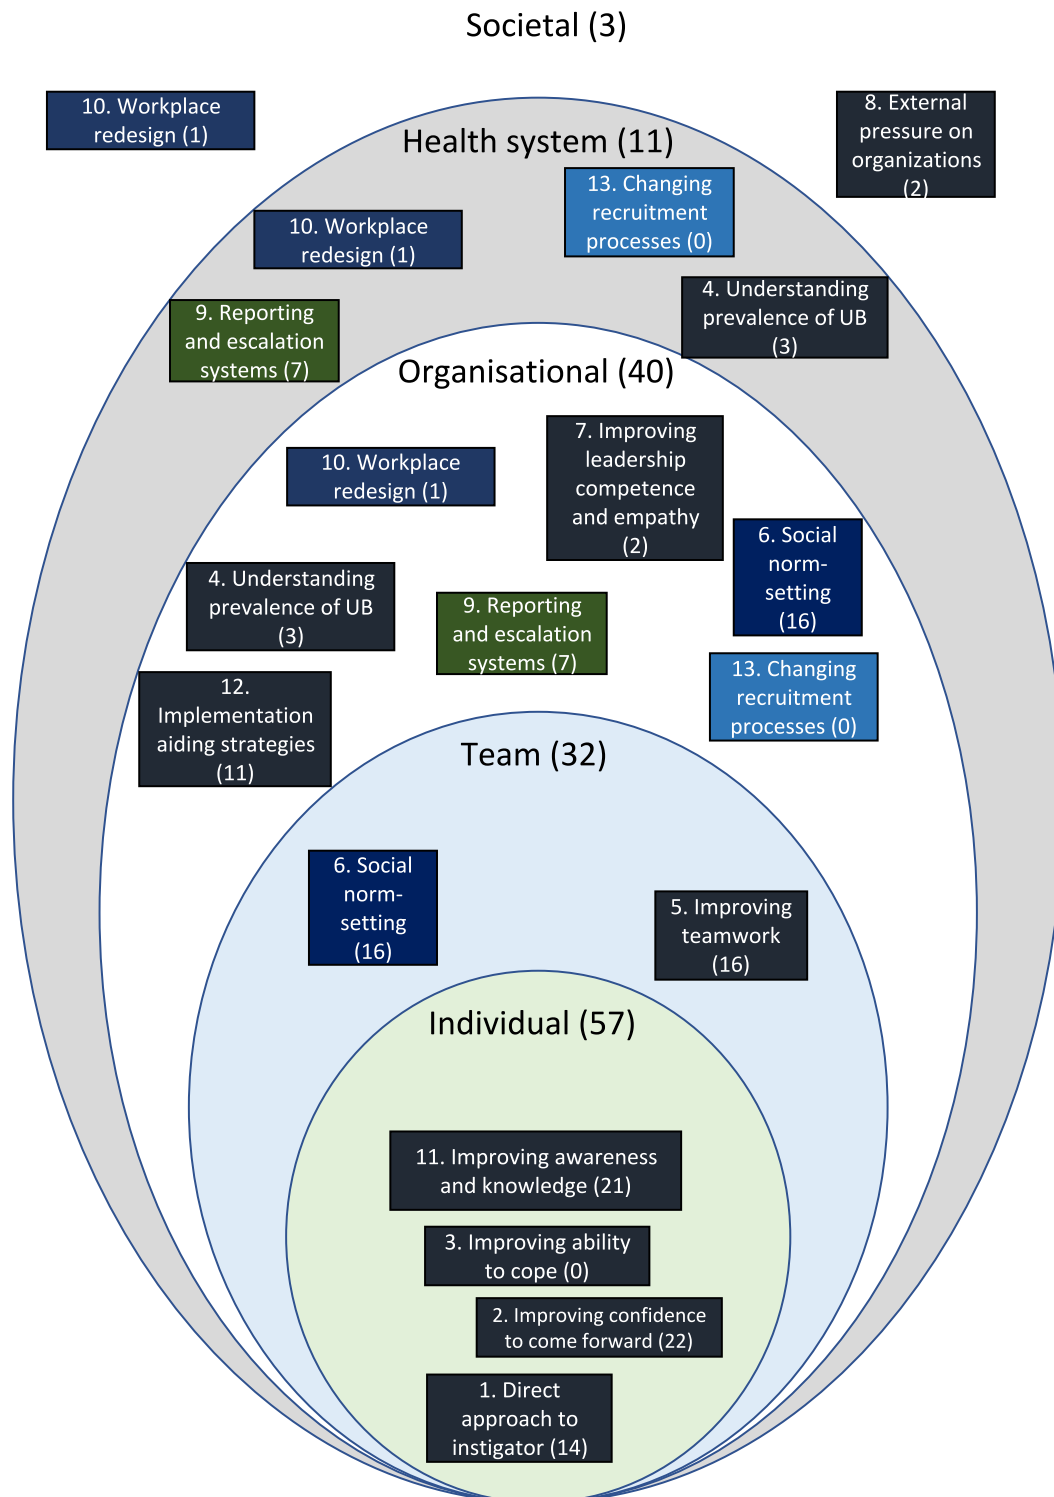 Societal (3)
10. Workplace
redesign (1)
8. External
pressure on
organizations
(2)
Health system (11)
13. Changing
recruitment
processes (0)
10. Workplace
redesign (1)
4. Understanding
prevalence of UB
(3)
9. Reporting
and escalation
systems (7)
Organisational (40)
7. Improving
leadership
competence
and empathy
(2)
10. Workplace
redesign (1)
6. Social
norm-
setting
(16)
4. Understanding
prevalence of UB
(3)
9. Reporting
and escalation
systems (7)
13. Changing
recruitment
processes (0)
12.
Implementation
aiding strategies
(11)
Team (32)
6. Social
norm-
setting
(16)
5. Improving
teamwork
(16)
Individual (57)
11. Improving awareness
and knowledge (21)
3. Improving ability
to cope (0)
2. Improving confidence
to come forward (22)
1. Direct
approach to
instigator (14)